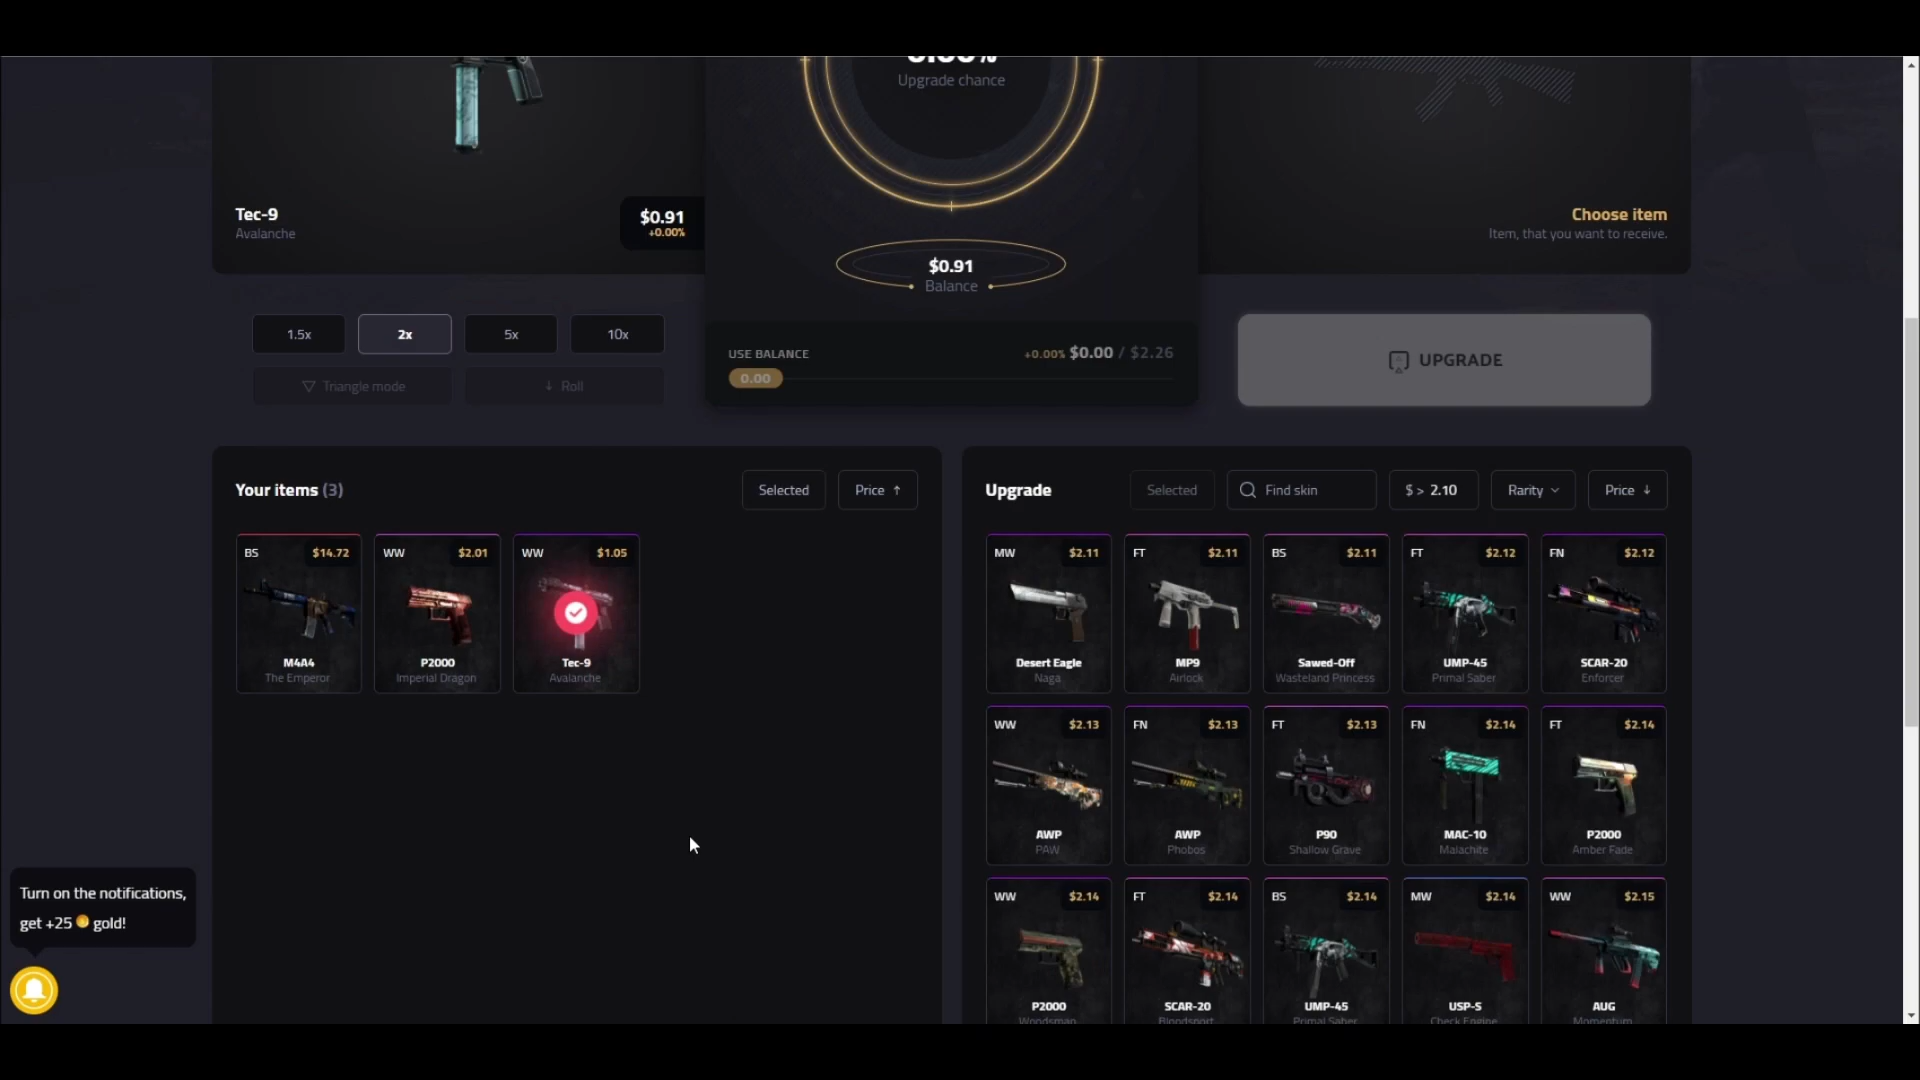 Upgrade chance
Tec-9
Avalanche
$0.91
+0.00%
$0.91
Balance
Choose item
Item, that you want to receive.
1.5x
2x
5x
10x
Triangle mode
Roll
USE BALANCE
+0.00% $0.00 / $2.26
0.00
UPGRADE
Your items (3)
Selected
Price
Upgrade
Selected
Find skin
$ > 2.10
Rarity
Price
BS $14.72
M4A4
The Emperor
WW $2.01
P2000
Imperial Dragon
WW $1.05
Tec-9
Avalanche
MW $2.11
Desert Eagle
Naga
FT $2.11
MP9
Airlock
BS $2.11
Sawed-Off
Wasteland Princess
FT $2.12
UMP-45
Primal Saber
FN $2.12
SCAR-20
Enforcer
WW $2.13
AWP
PAW
FN $2.13
AWP
Phobos
FT $2.13
P90
Shallow Grave
FN $2.14
MAC-10
Malachite
FT $2.14
P2000
Amber Fade
WW $2.14
P2000
Woodsman
FT $2.14
SCAR-20
Bloodsport
BS $2.14
UMP-45
Primal Saber
MW $2.14
USP-S
Check Engine
WW $2.15
AUG
Momentum
Turn on the notifications,
get +25 gold!